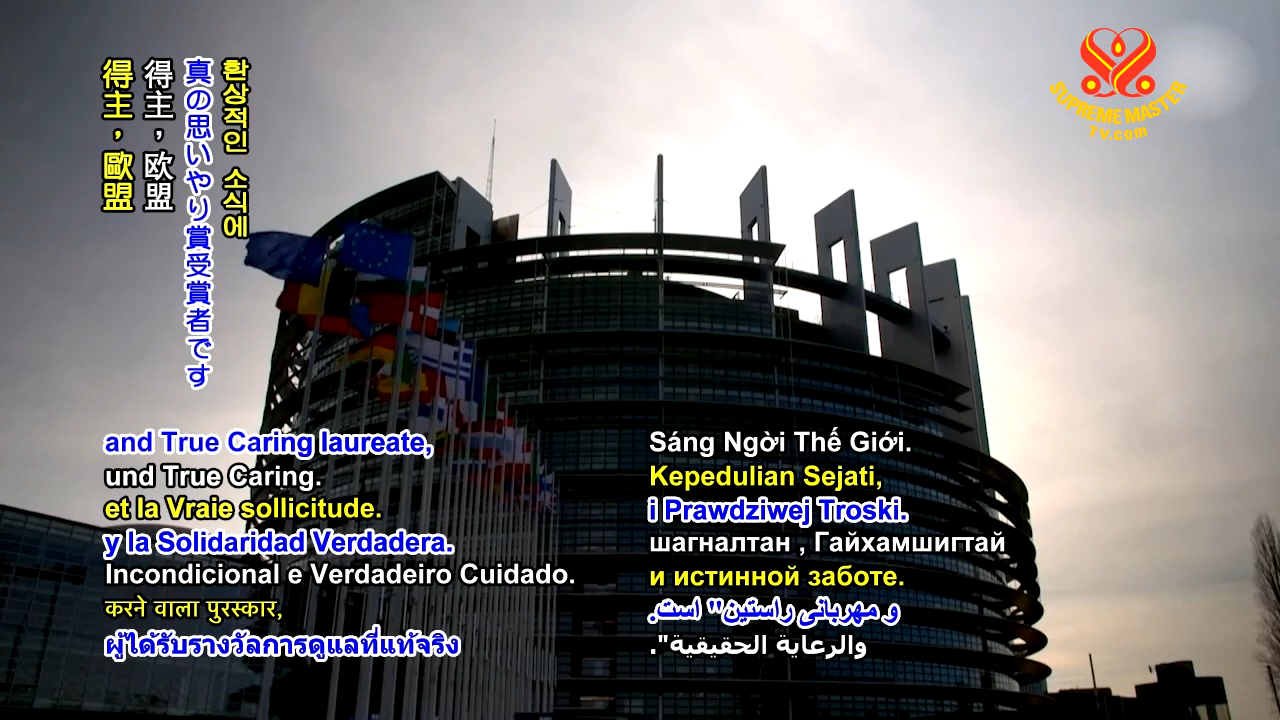 환상적인 소식에
真の思いやり賞受賞者です
得主，欧盟
得主，歐盟
SUPREME MASTER
TV.com
and True Caring laureate,
und True Caring.
et la Vraie sollicitude.
y la Solidaridad Verdadera.
Incondicional e Verdadeiro Cuidado.
करने वाला पुरस्कार,
ผู้ได้รับรางวัลการดูแลที่แท้จริง
Sáng Ngời Thế Giới.
Kepedulian Sejati,
i Prawdziwej Troski.
шагналтан , Гайхамшигтай
и истинной заботе.
و مهربانی راستین" است.
والرعاية الحقيقية".